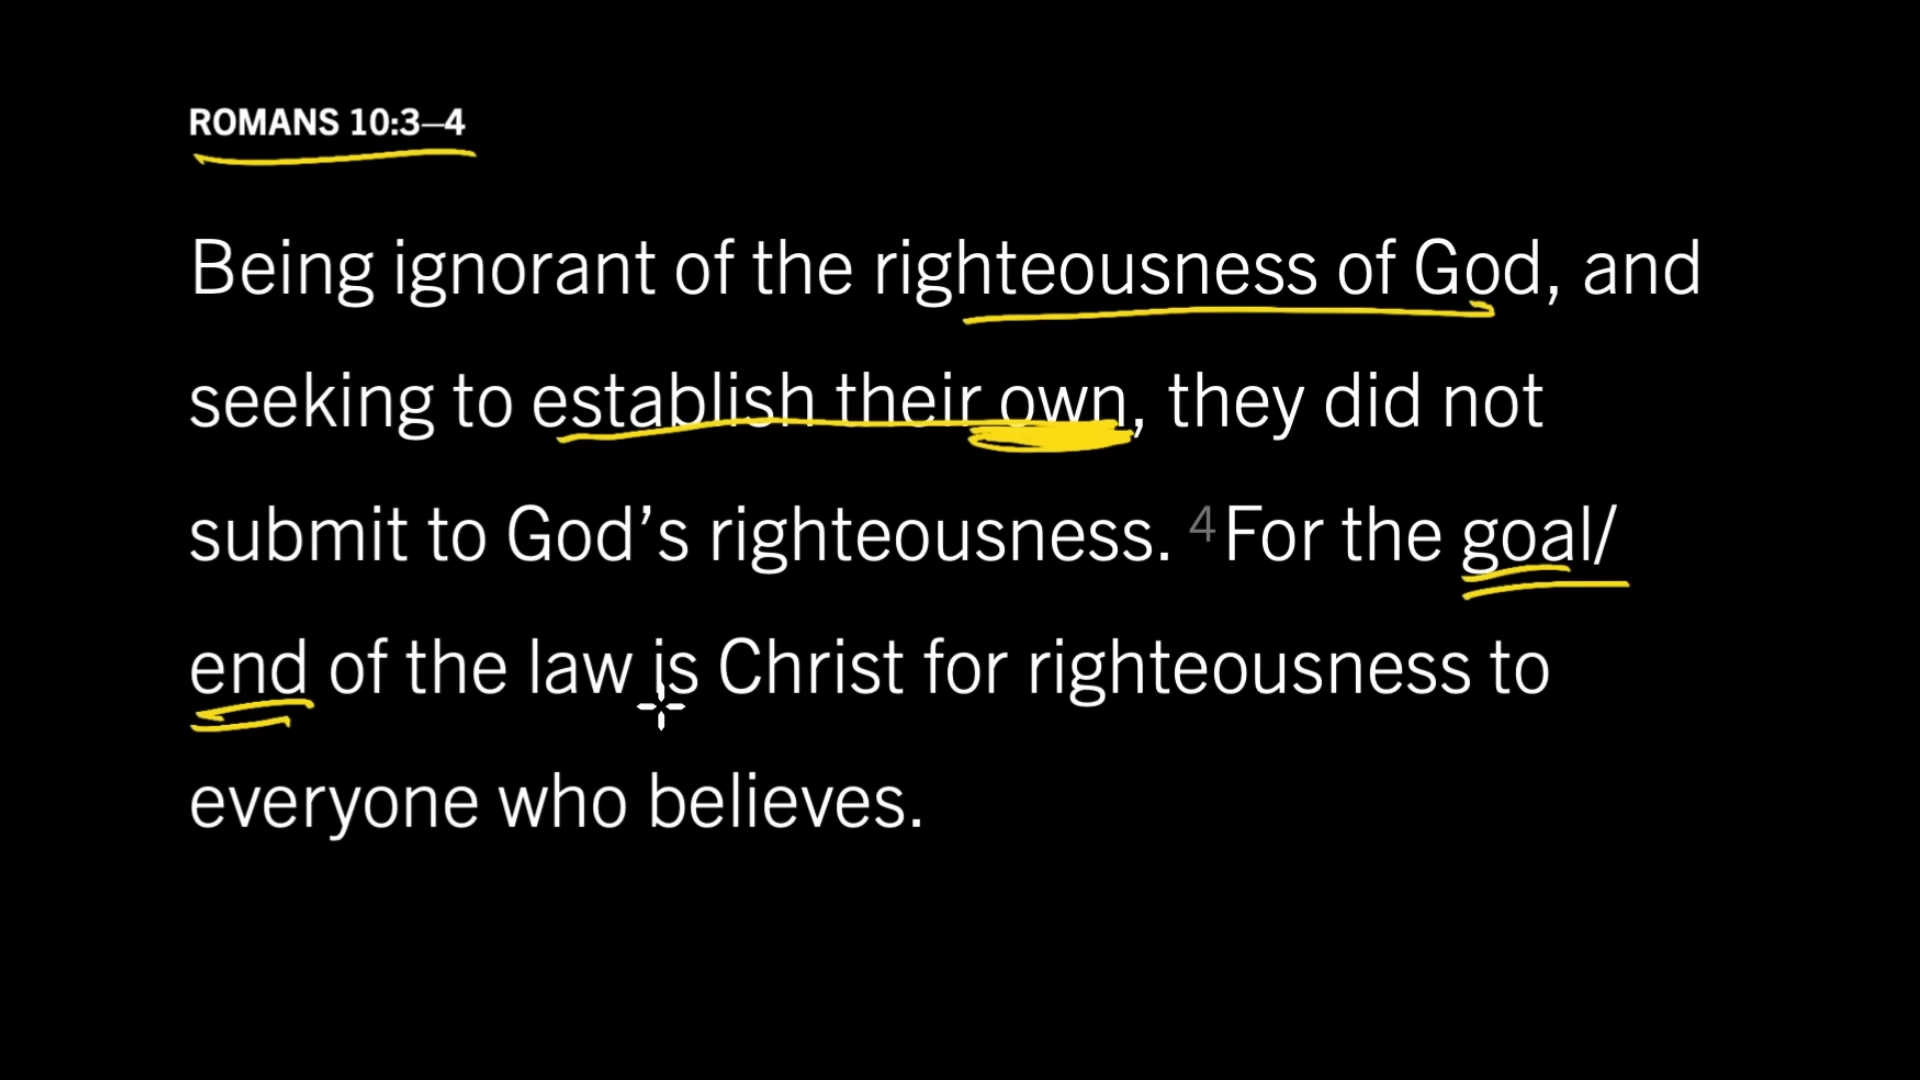 ROMANS 10:3–4
Being ignorant of the righteousness of God, and
seeking to establish their own, they did not
submit to God’s righteousness. 4 For the goal/
end of the law is Christ for righteousness to
everyone who believes.